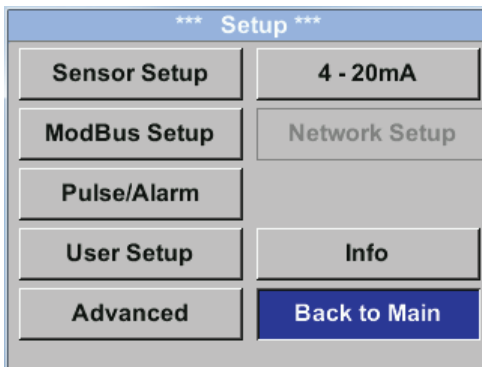 *** Setup ***
Sensor Setup
4 - 20mA
ModBus Setup
Network Setup
Pulse/Alarm
User Setup
Info
Advanced
Back to Main